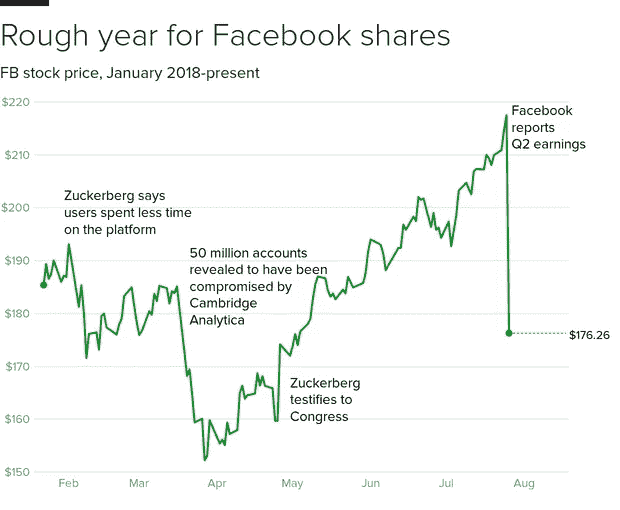 Rough year for Facebook shares
FB stock price, January 2018-present
$220
Facebook
reports
Q2 earnings
$210
Zuckerberg says
users spent less time
on the platform
$200
50 million accounts
revealed to have been
compromised by
Cambridge
Analytica
$190
$180
$176.26
$170
Zuckerberg
testifies to
Congress
$160
$150
Feb
Mar
Apr
May
Jun
Jul
Aug